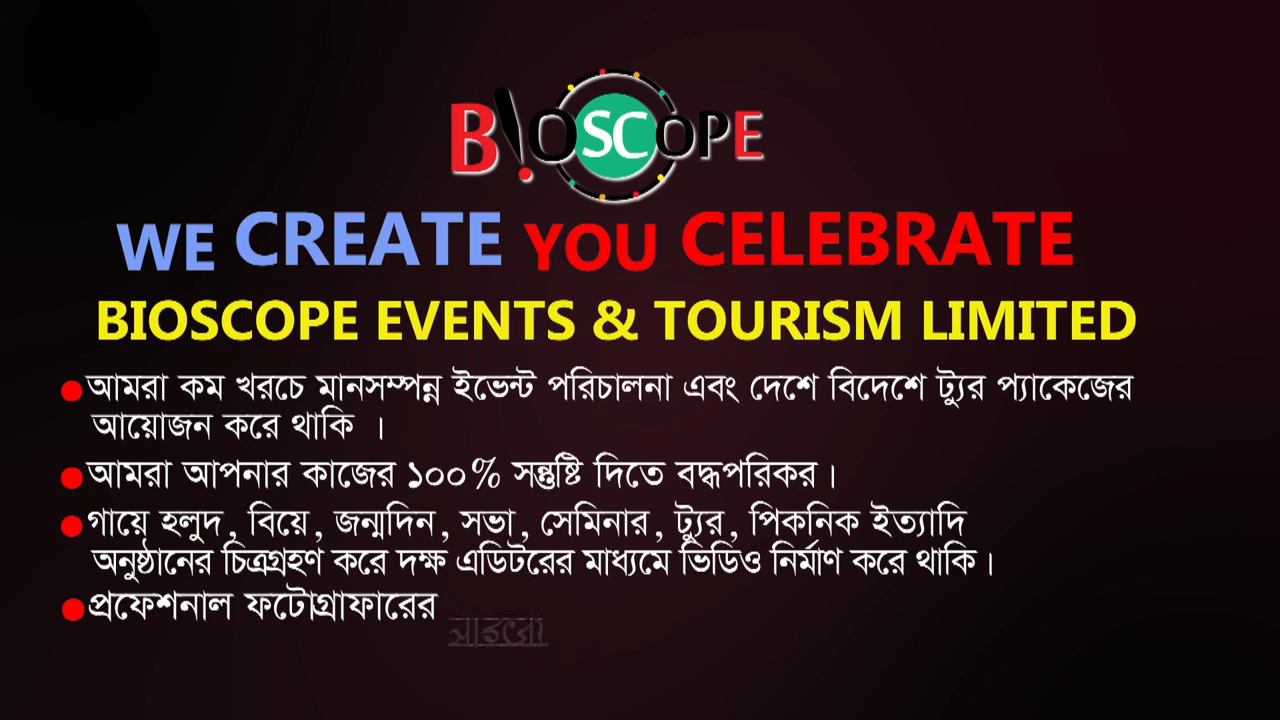 BIOSCOPE
WE CREATE YOU CELEBRATE
BIOSCOPE EVENTS & TOURISM LIMITED
আমরা কম খরচে মানসম্পন্ন ইভেন্ট পরিচালনা এবং দেশে বিদেশে ট্যুর প্যাকেজের
আয়োজন করে থাকি ।
আমরা আপনার কাজের ১০০% সন্তুষ্টি দিতে বদ্ধপরিকর।
গায়ে হলুদ, বিয়ে, জন্মদিন, সভা, সেমিনার, ট্যুর, পিকনিক ইত্যাদি
অনুষ্ঠানের চিত্রগ্রহণ করে দক্ষ এডিটরের মাধ্যমে ভিডিও নির্মাণ করে থাকি।
প্রফেশনাল ফটোগ্রাফারের